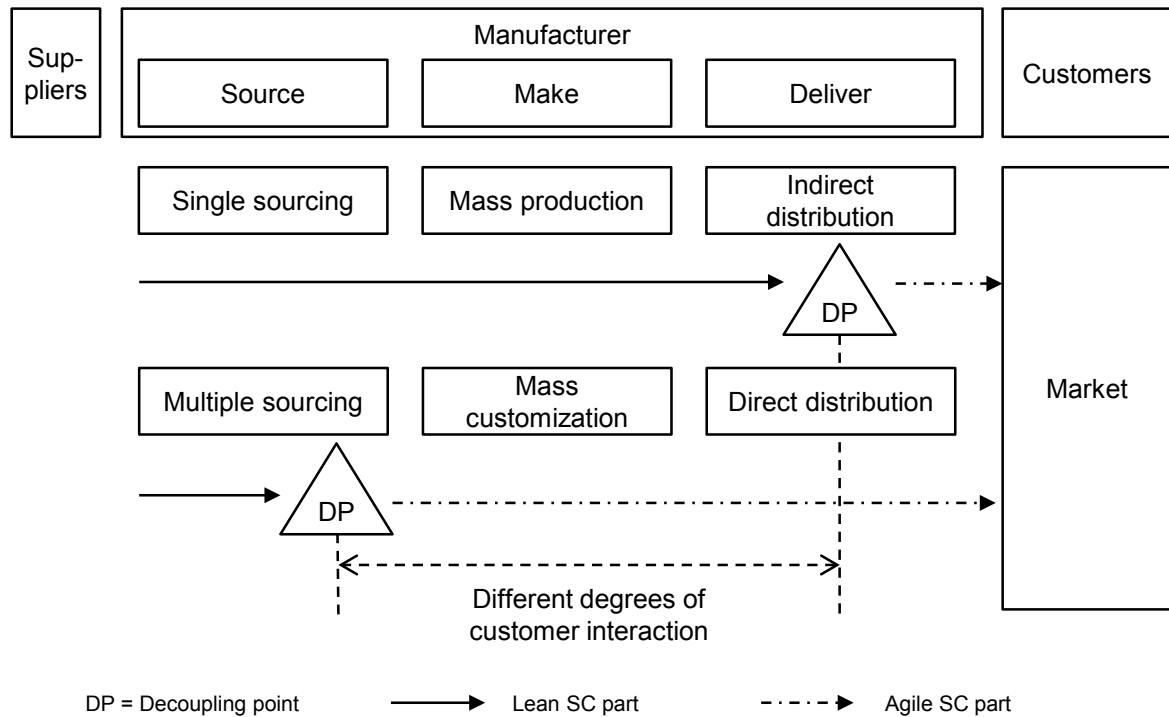 Sup-
pliers
Manufacturer
Source
Make
Deliver
Customers
Single sourcing
Mass production
Indirect
distribution
DP
Multiple sourcing
Mass
customization
Direct distribution
Market
DP
Different degrees of
customer interaction
DP = Decoupling point
Lean SC part
Agile SC part